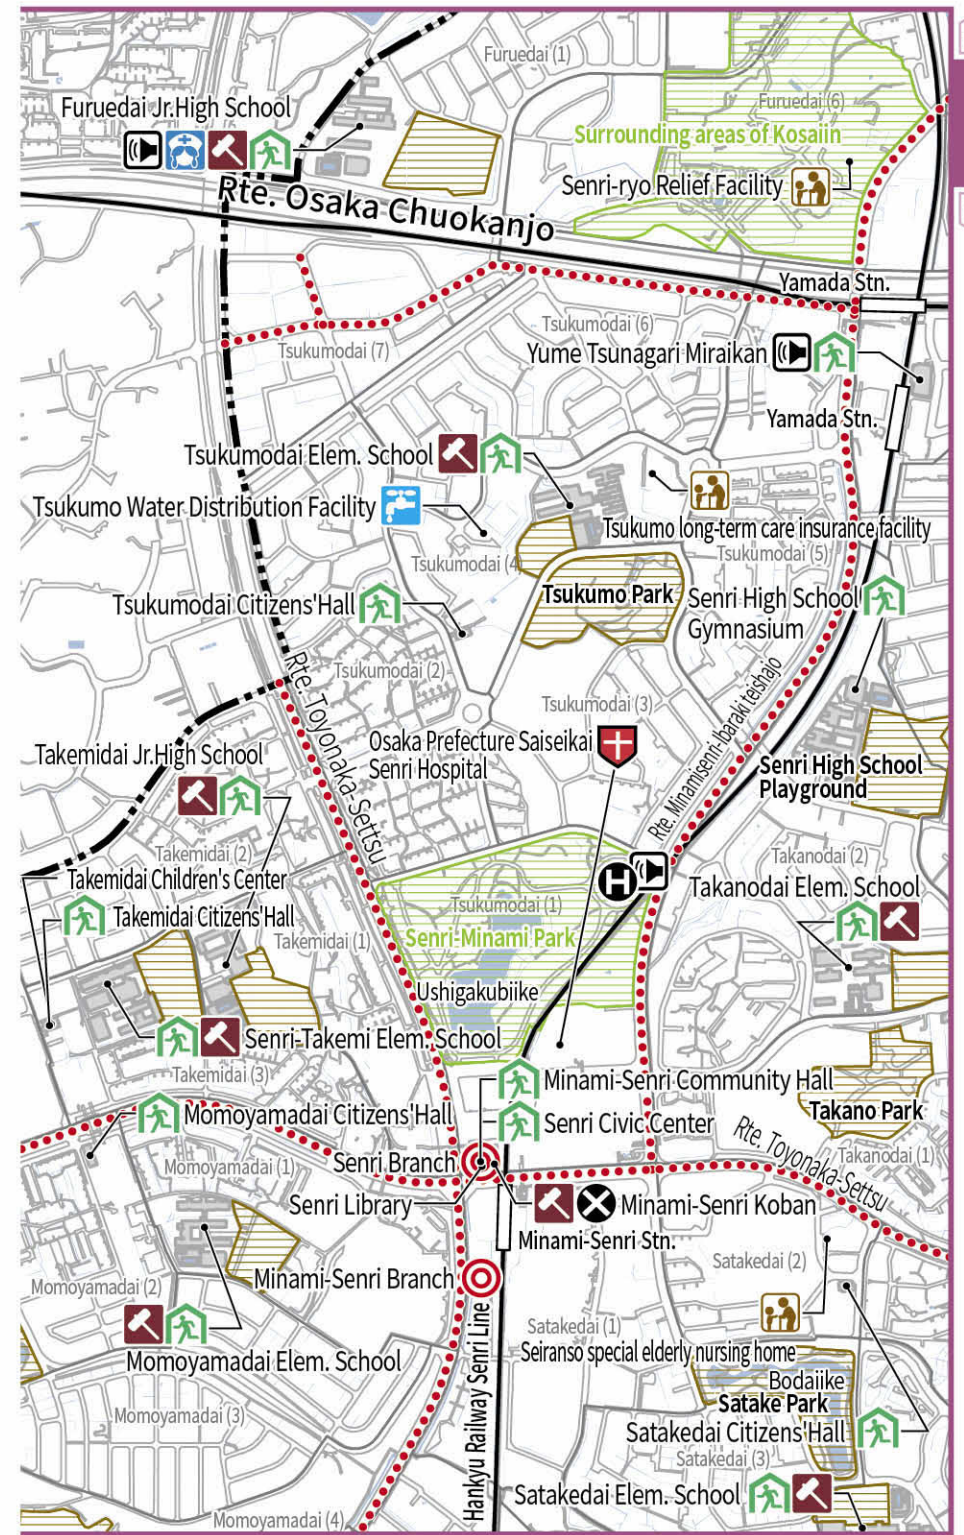 Furuedai (1)
Furuedai Jr.High School
Furuedai (6)
Surrounding areas of Kosaiin
Senri-ryo Relief Facility
Rte. Osaka Chuokanjo
Yamada Stn.
Tsukumodai (6)
Tsukumodai (7)
Yume Tsunagari Miraikan
Yamada Stn.
Tsukumodai Elem. School
Tsukumo Water Distribution Facility
Tsukumo long-term care insurance facility
Tsukumodai (5)
Tsukumodai (4)
Tsukumo Park
Tsukumodai Citizens'Hall
Senri High School
Gymnasium
Rte. Toyonaka-Settsu
Tsukumodai (2)
Tsukumodai (3)
Rte. Minamisenri-Ibaraki teishajo
Osaka Prefecture Saiseikai
Senri Hospital
Takemidai Jr.High School
Senri High School
Playground
Takemidai (2)
Takanodai (2)
Takemidai Children's Center
Takanodai Elem. School
H
Tsukumodai (1)
Takemidai Citizens'Hall
Senri-Minami Park
Takemidai (1)
Ushigakubiike
Senri-Takemi Elem. School
Takemidai (3)
Minami-Senri Community Hall
Momoyamadai Citizens'Hall
Senri Civic Center
Takano Park
Rte. Toyonaka-Settsu
Takanodai (1)
Senri Branch
Momoyamadai (1)
Senri Library
Minami-Senri Koban
Minami-Senri Stn.
Satakedai (2)
Minami-Senri Branch
Momoyamadai (2)
Hankyu Railway Senri Line
Satakedai (1)
Momoyamadai Elem. School
Seiranso special elderly nursing home
Bodaiike
Satake Park
Momoyamadai (3)
Satakedai Citizens'Hall
Satakedai (3)
Satakedai Elem. School
Momoyamadai (4)